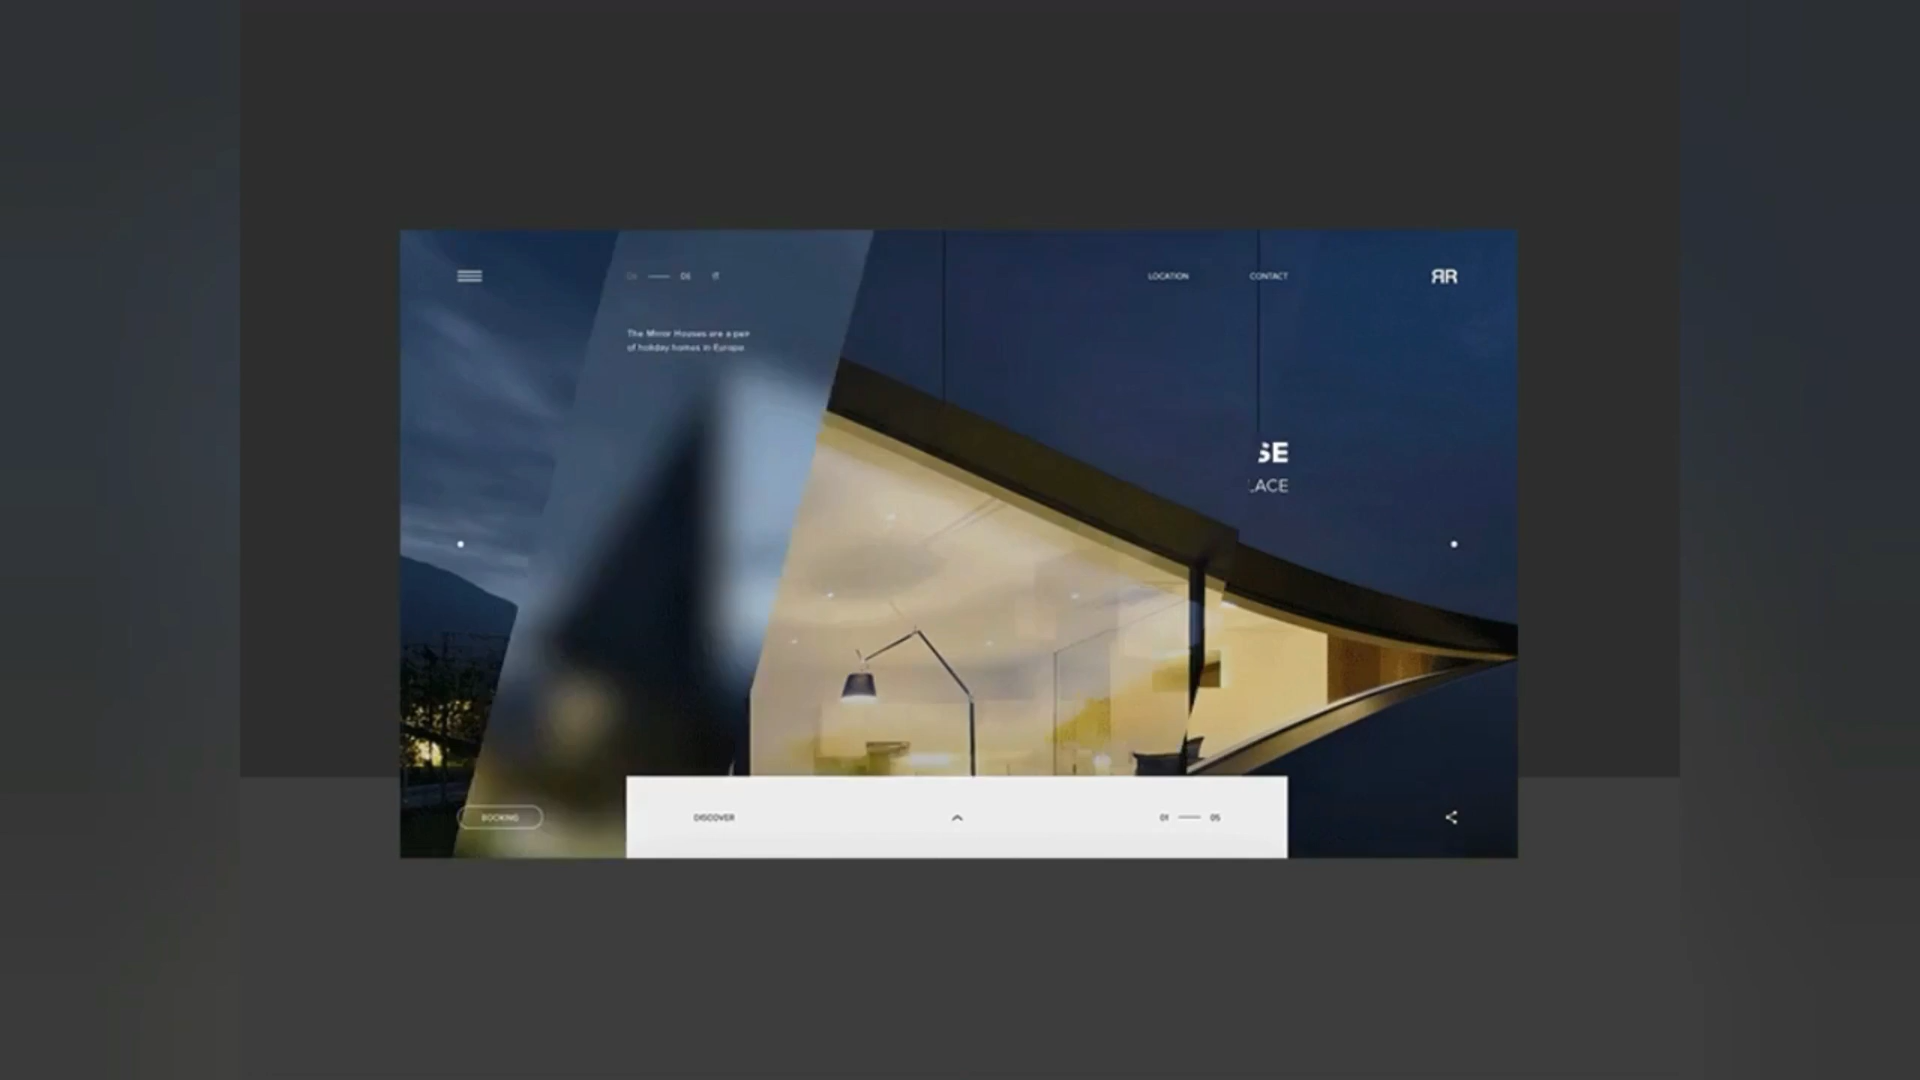 DE IT
LOCATION
CONTACT
ЯR
The Mirror Houses are a pair
of holiday homes in Europe
SE
LACE
BOOKING
DISCOVER
01 05